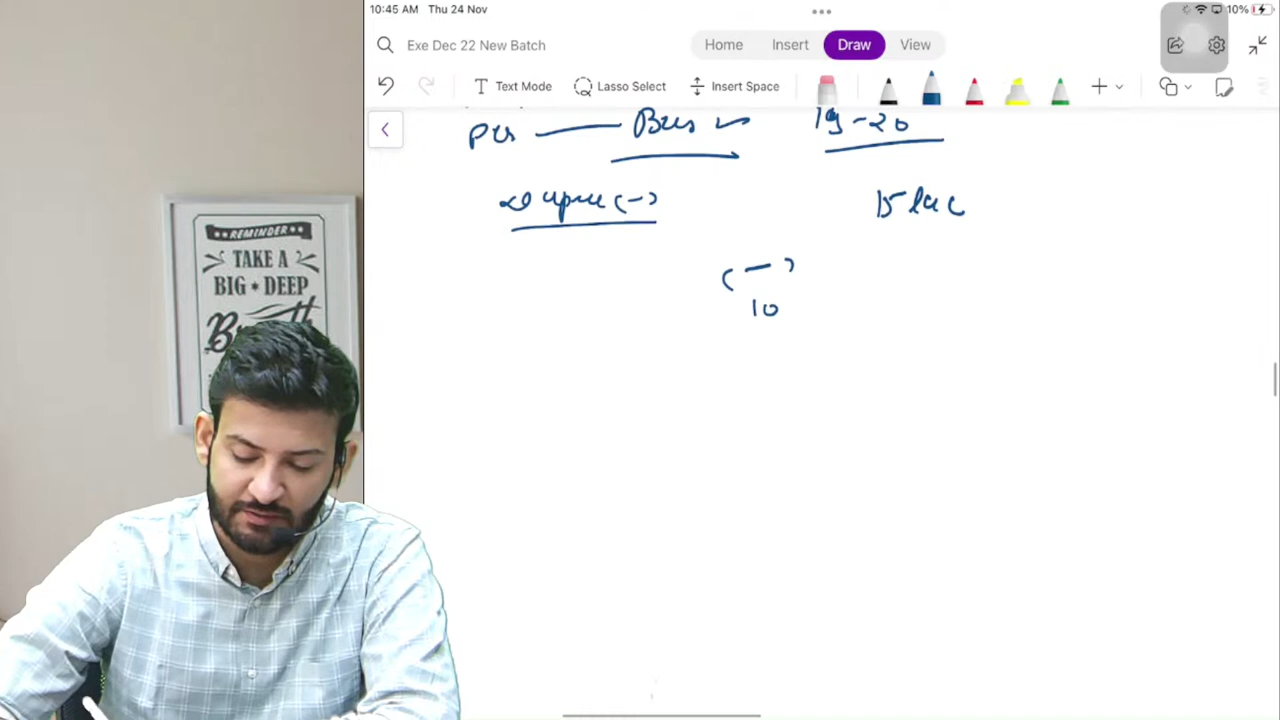 10:45 AM Thu 24 Nov
10%
Exe Dec 22 New Batch
Home Insert Draw View
Text Mode Lasso Select Insert Space
Bus 19-20
15 lac
10
REMINDER
TAKE A
BIG DEEP
Breath